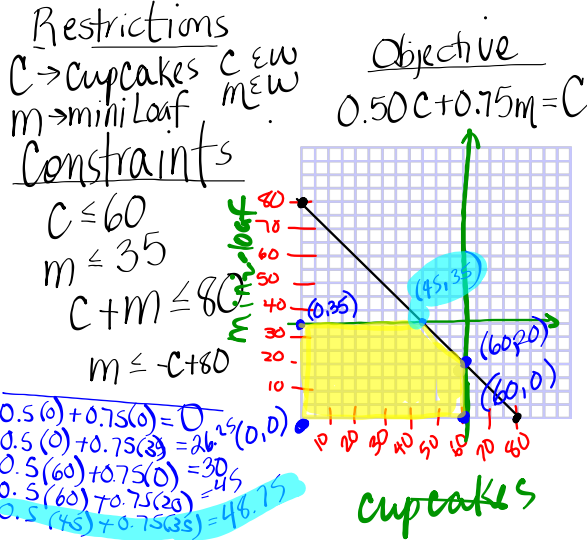 Restrictions
C → cupcakes C ε W
m → mini Loaf m ε W
Constraints
C ≤ 60
m ≤ 35
C + m ≤ 80
m ≤ -C+80
Objective
0.50C+0.75m = C
mini loaf
80
70
60
50
40
30
20
10
(0,35)
(45,35)
(60,20)
(60,0)
(0,0)
10 20 30 40 50 60 70 80
cupcakes
0.5(0) + 0.75(0) = 0
0.5(0) + 0.75(35) = 26.25
0.5(60) + 0.75(0) = 30
0.5(60) + 0.75(20) = 45
0.5(45) + 0.75(35) = 48.75